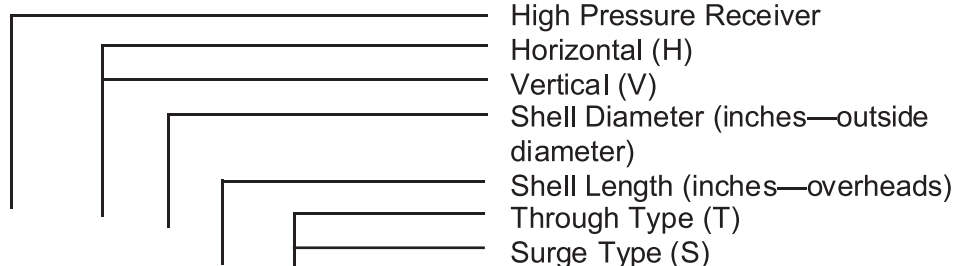 High Pressure Receiver
Horizontal (H)
Vertical (V)
Shell Diameter (inches—outside
diameter)
Shell Length (inches—overheads)
Through Type (T)
Surge Type (S)